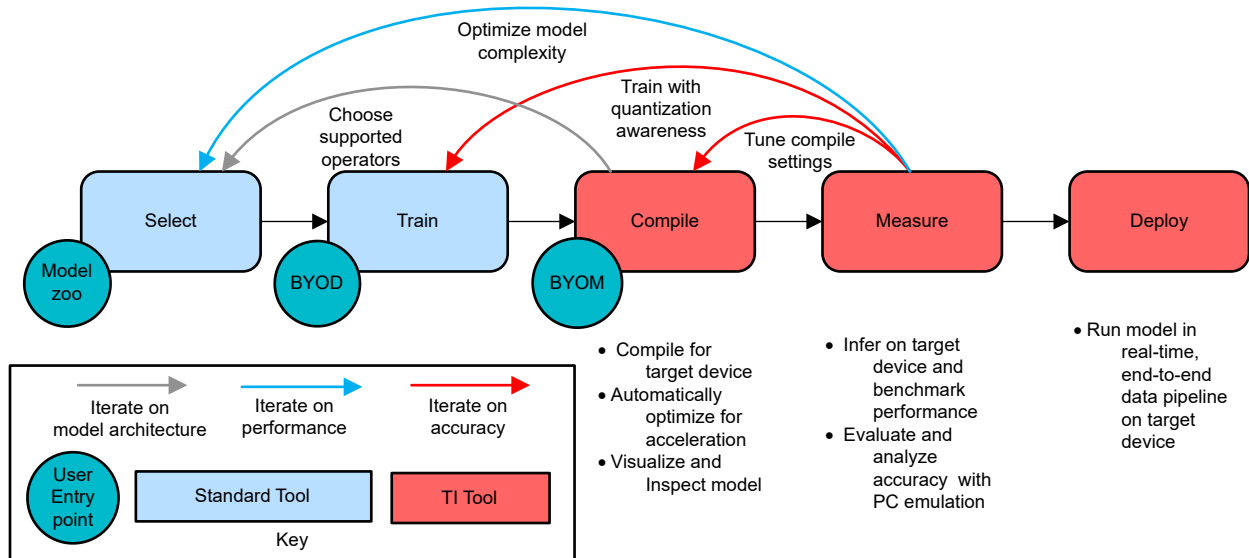 Optimize model
complexity
Train with
quantization
awareness
Choose
supported
operators
Tune compile
settings
Select
Train
Compile
Measure
Deploy
Model
zoo
BYOD
BYOM
• Compile for
target device
• Automatically
optimize for
acceleration
• Visualize and
Inspect model
• Infer on target
device and
benchmark
performance
• Evaluate and
analyze
accuracy with
PC emulation
• Run model in
real-time,
end-to-end
data pipeline
on target
device
Iterate on
model architecture
Iterate on
performance
Iterate on
accuracy
User
Entry
point
Standard Tool
TI Tool
Key